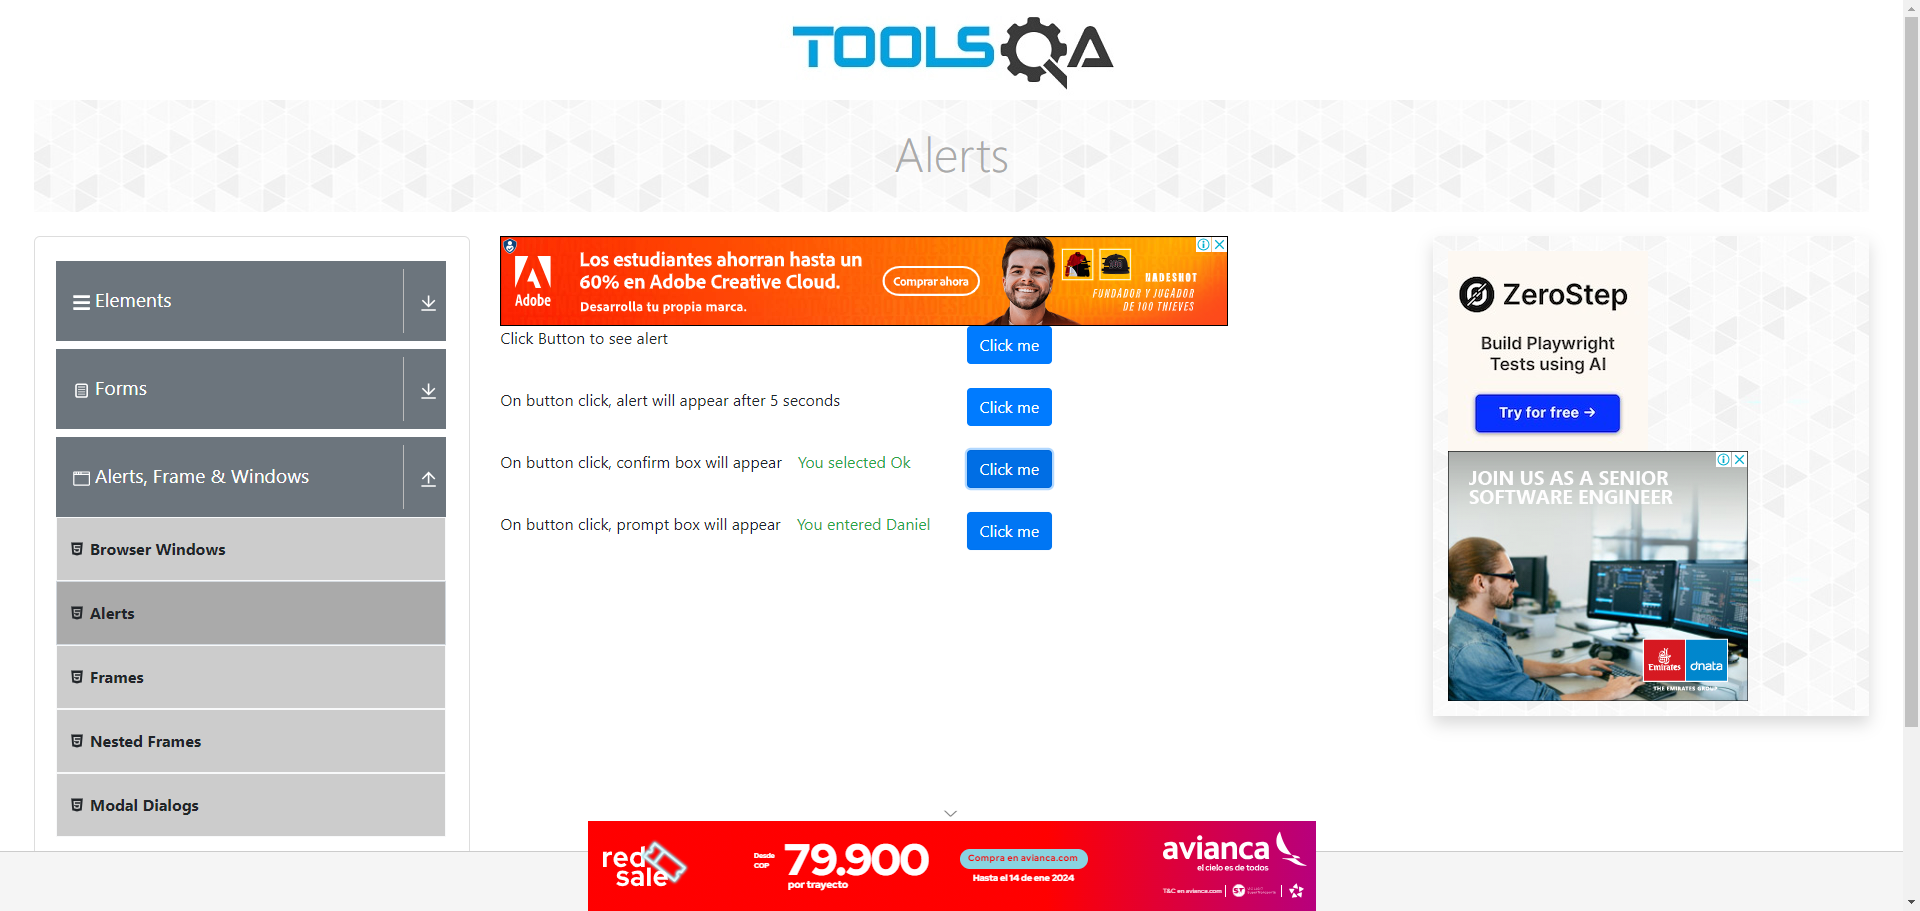 TOOLSQA
Alerts
Elements
Forms
Alerts, Frame & Windows
Browser Windows
Alerts
Frames
Nested Frames
Modal Dialogs
Adobe
Los estudiantes ahorran hasta un
60% en Adobe Creative Cloud.
Desarrolla tu propia marca.
Comprar ahora
NADESHOT
FUNDADOR Y JUGADOR
DE 100 THIEVES
Click Button to see alert
Click me
On button click, alert will appear after 5 seconds
Click me
On button click, confirm box will appear You selected Ok
Click me
On button click, prompt box will appear You entered Daniel
Click me
ZeroStep
Build Playwright
Tests using AI
Try for free →
JOIN US AS A SENIOR
SOFTWARE ENGINEER
Emirates
dnata
THE EMIRATES GROUP
red
sale
Desde
COP
79.900
por trayecto
Compra en avianca.com
Hasta el 14 de ene 2024
avianca
el cielo es de todos
T&C en avianca.com